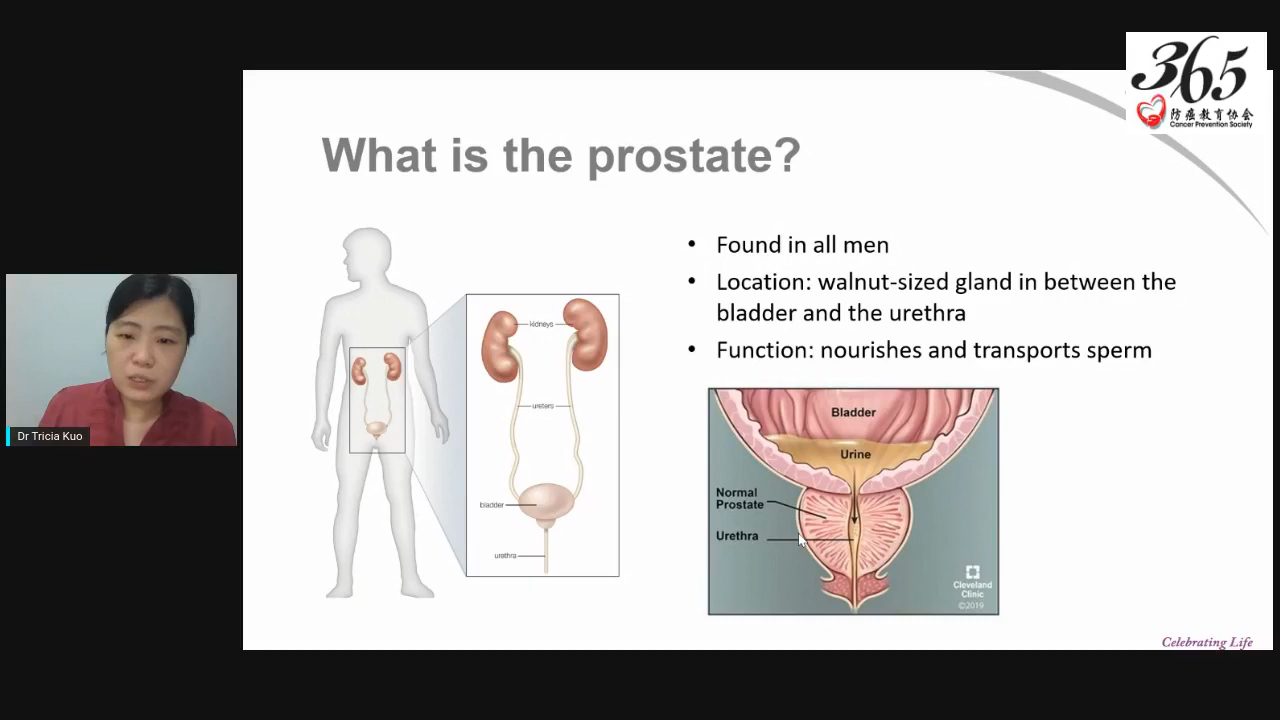 365
防癌教育协会
Cancer Prevention Society
What is the prostate?
• Found in all men
• Location: walnut-sized gland in between the
bladder and the urethra
• Function: nourishes and transports sperm
kidneys
ureters
bladder
urethra
Bladder
Urine
Normal
Prostate
Urethra
Cleveland
Clinic
©2019
Dr Tricia Kuo
Celebrating Life